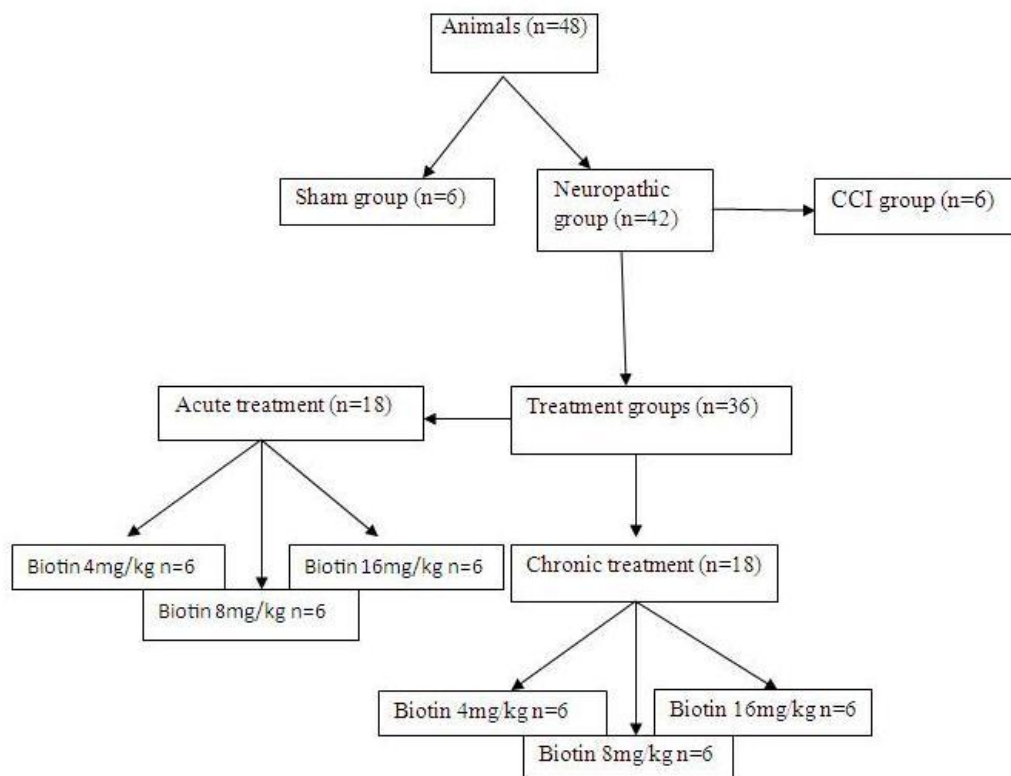 Animals (n=48)
Sham group (n=6)
Neuropathic
group (n=42)
CCI group (n=6)
Acute treatment (n=18)
Treatment groups (n=36)
Biotin 4mg/kg n=6
Biotin 16mg/kg n=6
Biotin 8mg/kg n=6
Chronic treatment (n=18)
Biotin 4mg/kg n=6
Biotin 16mg/kg n=6
Biotin 8mg/kg n=6